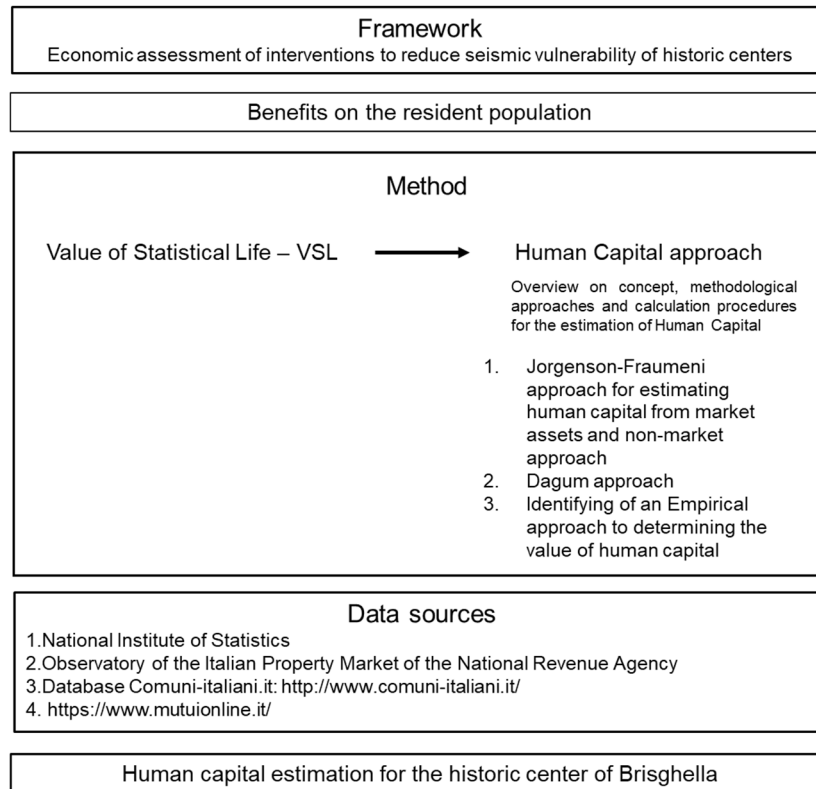 Framework
Economic assessment of interventions to reduce seismic vulnerability of historic centers
Benefits on the resident population
Method
Value of Statistical Life – VSL
Human Capital approach
Overview on concept, methodological
approaches and calculation procedures
for the estimation of Human Capital
1. Jorgenson-Fraumeni
approach for estimating
human capital from market
assets and non-market
approach
2. Dagum approach
3. Identifying of an Empirical
approach to determining the
value of human capital
Data sources
1.National Institute of Statistics
2.Observatory of the Italian Property Market of the National Revenue Agency
3.Database Comuni-italiani.it: http://www.comuni-italiani.it/
4. https://www.mutuionline.it/
Human capital estimation for the historic center of Brisghella